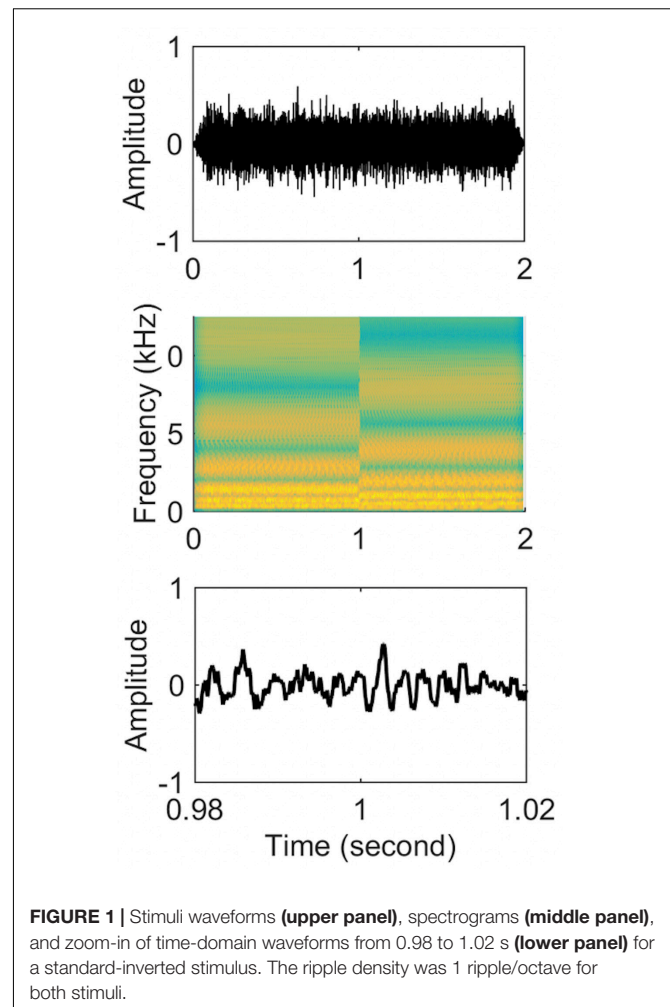 1
Amplitude
0
-1
0 1 2
Frequency (kHz)
0
5
0
0 1 2
1
Amplitude
0
-1
0.98 1 1.02
Time (second)
FIGURE 1 | Stimuli waveforms (upper panel), spectrograms (middle panel),
and zoom-in of time-domain waveforms from 0.98 to 1.02 s (lower panel) for
a standard-inverted stimulus. The ripple density was 1 ripple/octave for
both stimuli.